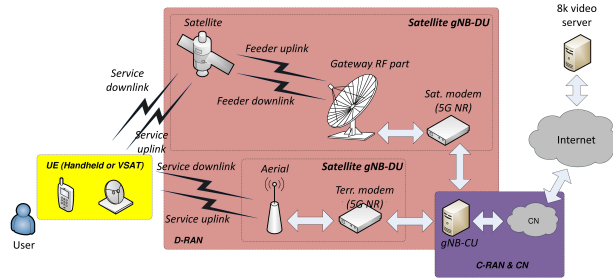 8k video
server
Satellite
Satellite gNB-DU
Feeder uplink
Gateway RF part
Service
downlink
Feeder downlink
Sat. modem
(5G NR)
Service
uplink
Internet
UE (Handheld or VSAT)
Service downlink
Satellite gNB-DU
Aerial
Terr. modem
(5G NR)
Service uplink
CN
User
D-RAN
gNB-CU
C-RAN & CN